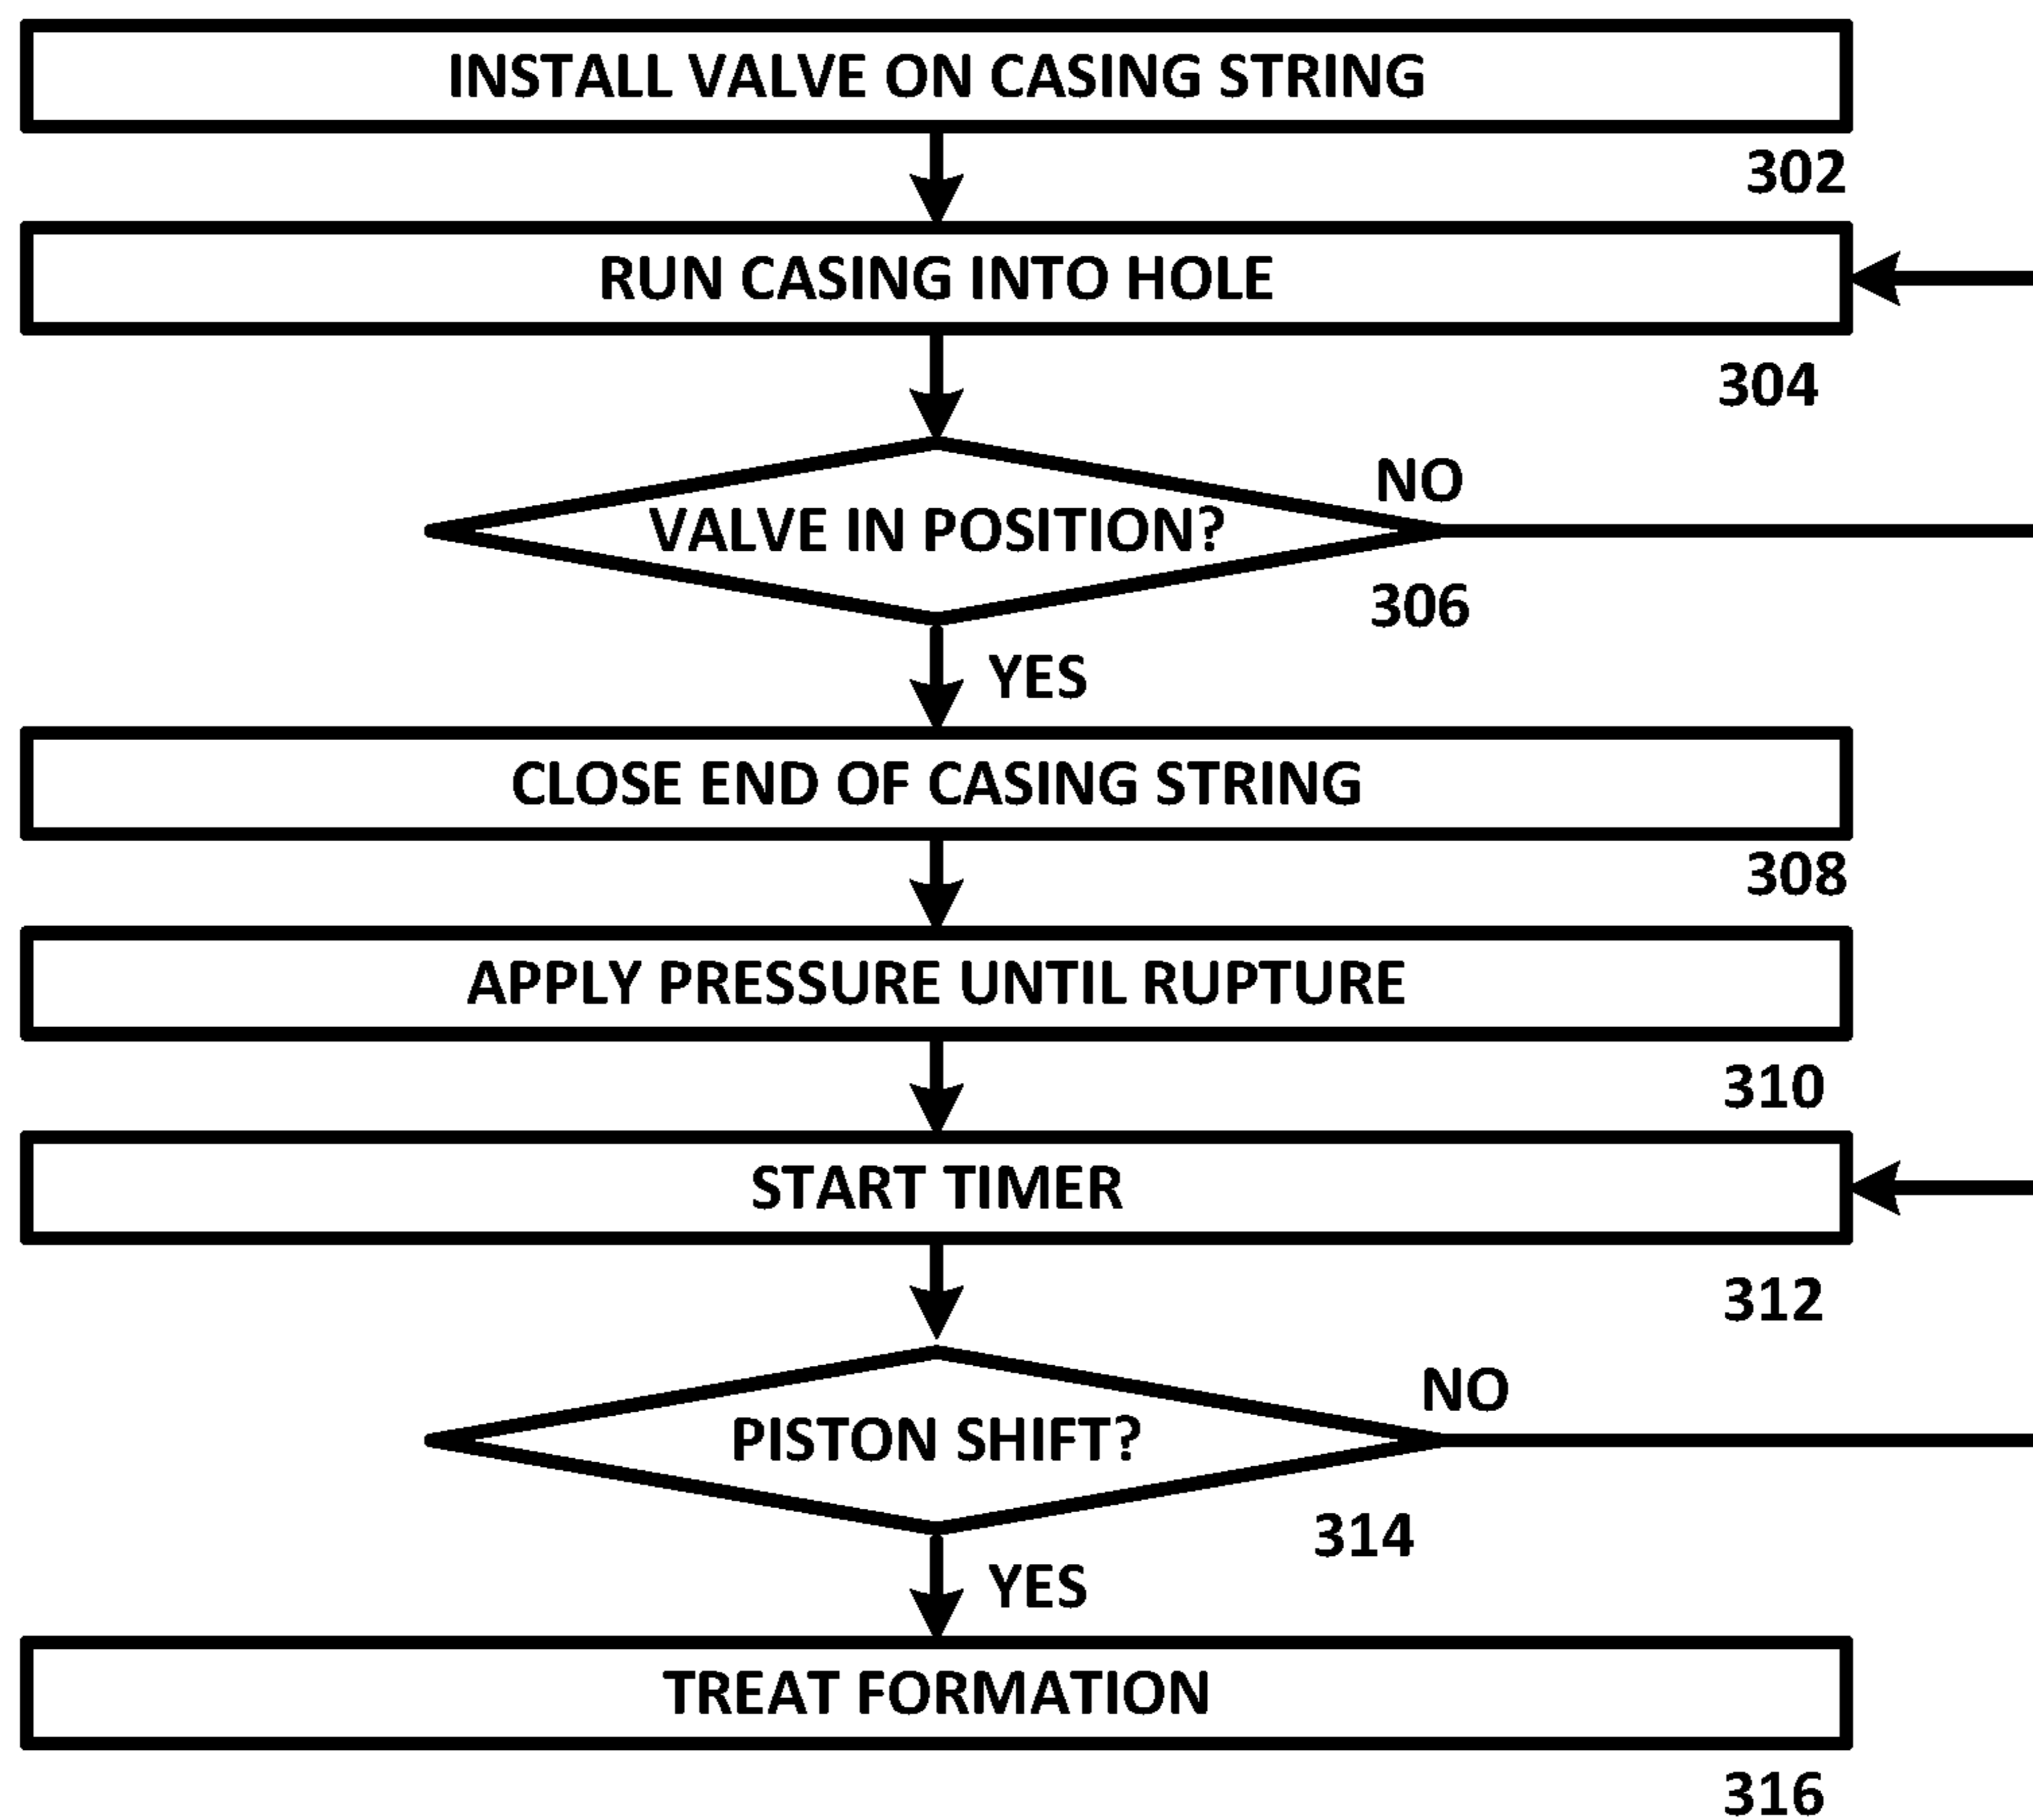 INSTALL VALVE ON CASING STRING
302
RUN CASING INTO HOLE
304
NO
VALVE IN POSITION?
306
YES
CLOSE END OF CASING STRING
308
APPLY PRESSURE UNTIL RUPTURE
310
START TIMER
312
NO
PISTON SHIFT?
314
YES
TREAT FORMATION
316